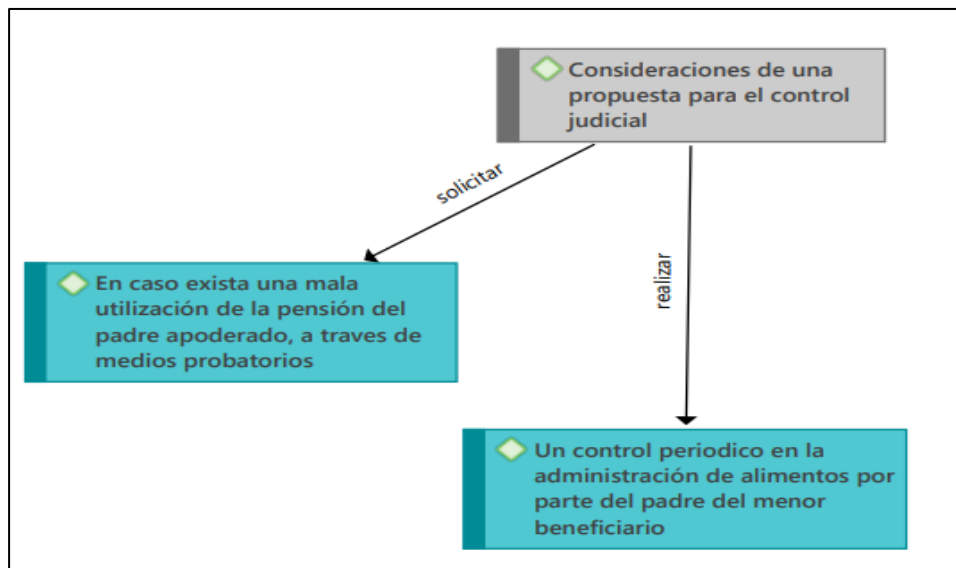 Consideraciones de una
propuesta para el control
judicial
solicitar
realizar
En caso exista una mala
utilización de la pensión del
padre apoderado, a traves de
medios probatorios
Un control periodico en la
administración de alimentos por
parte del padre del menor
beneficiario